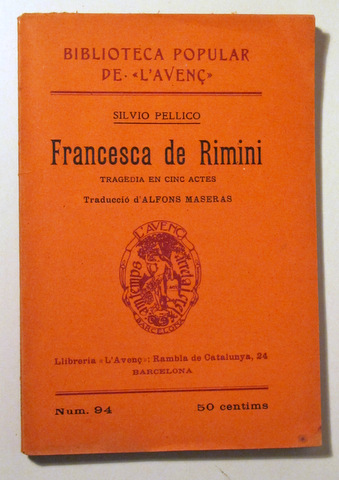 BIBLIOTECA POPULAR
DE «L'AVENÇ»
SILVIO PELLICO
Francesca de Rimini
TRAGEDIA EN CINC ACTES
Traducció d'ALFONS MASERAS
L'AVENÇ
BARCELONA
Llibreria «L'Avenç»: Rambla de Catalunya, 24
BARCELONA
Num. 94
50 centims